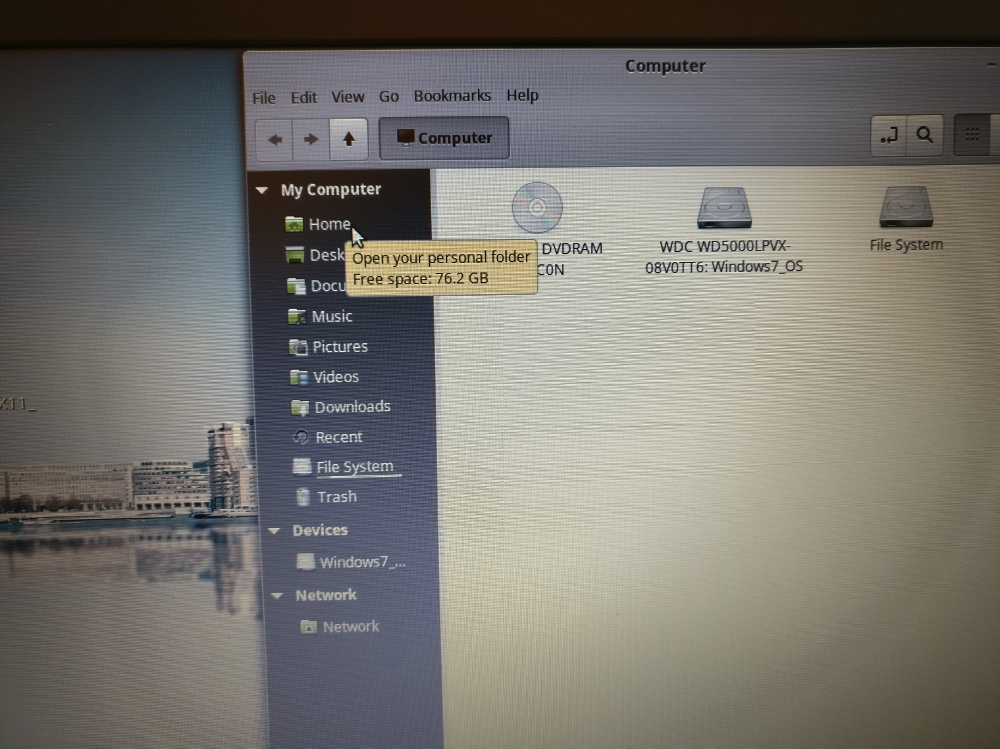 Computer
File Edit View Go Bookmarks Help
Computer
My Computer
Home
Desk
Docu
Music
Pictures
Videos
Downloads
Recent
File System
Trash
Devices
Windows7_...
Network
Network
Open your personal folder
Free space: 76.2 GB
DVDRAM
C0N
WDC WD5000LPVX-
08V0TT6: Windows7_OS
File System
X11_